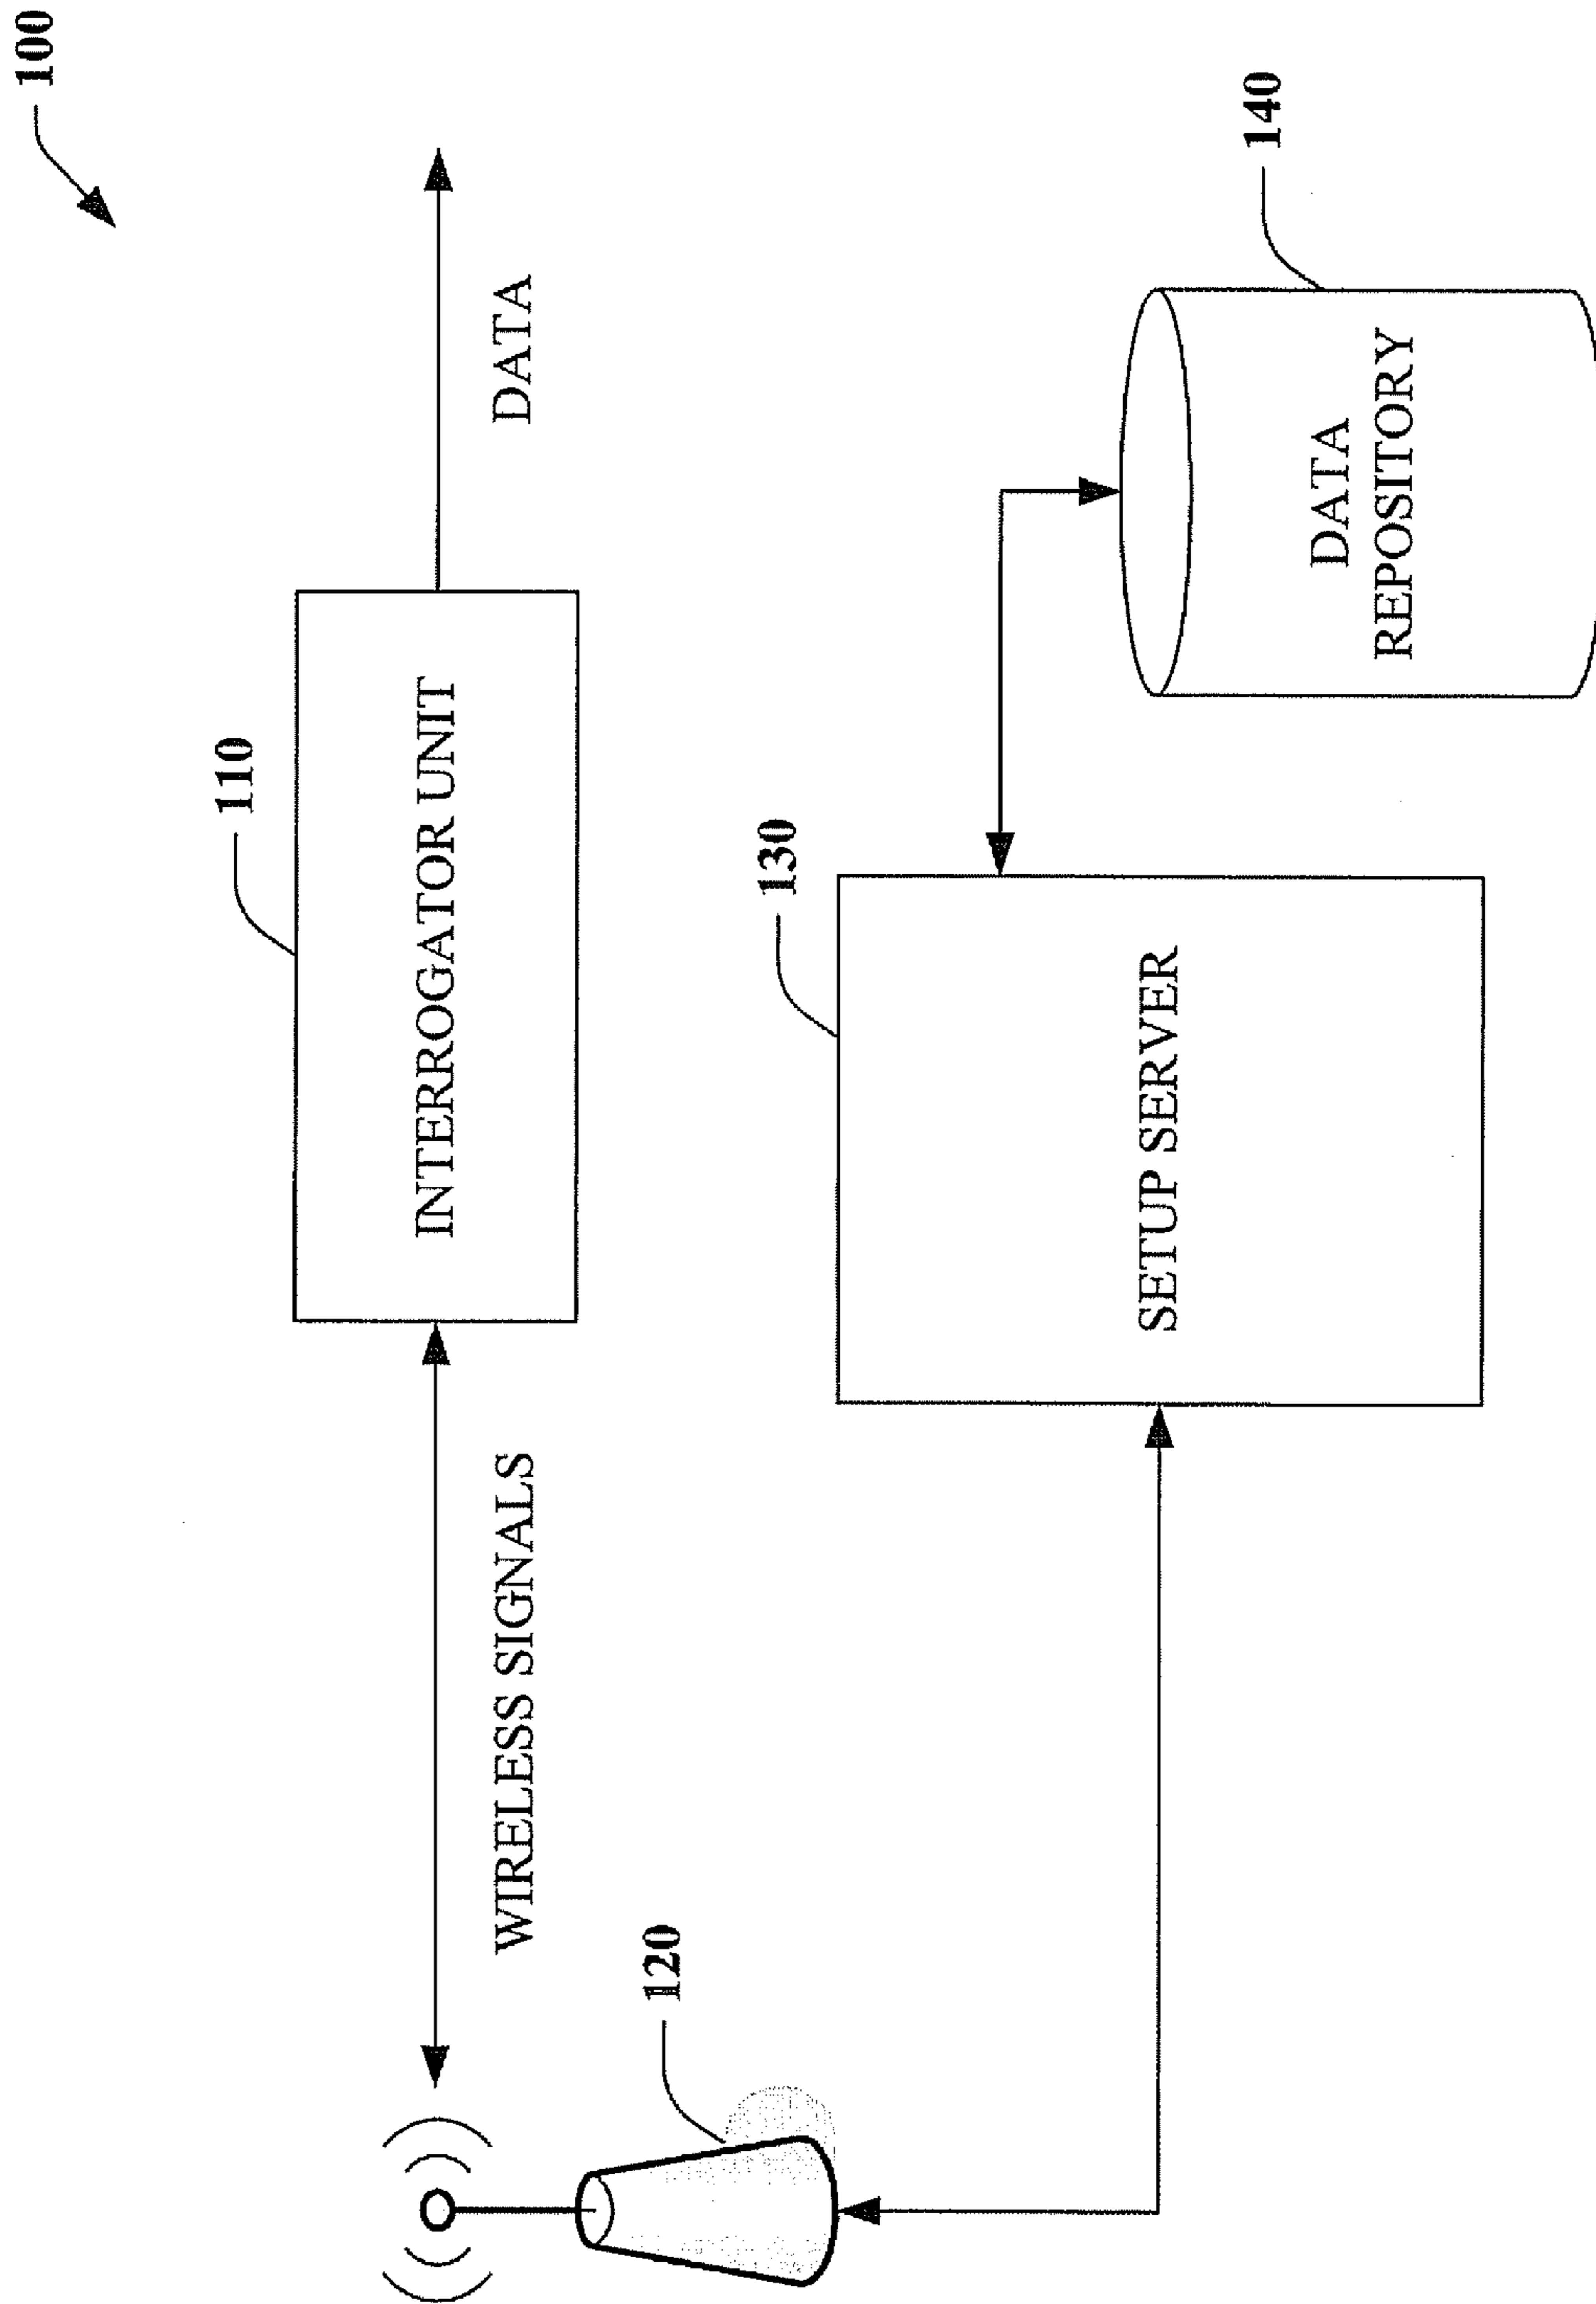 100
110
INTERROGATOR UNIT
DATA
WIRELESS SIGNALS
120
130
SETUP SERVER
140
DATA
REPOSITORY